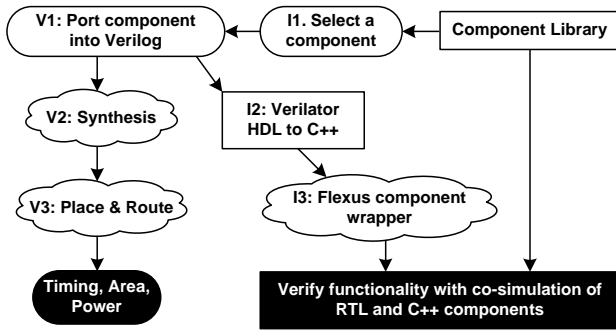 V1: Port component
into Verilog
I1. Select a
component
Component Library
V2: Synthesis
I2: Verilator
HDL to C++
V3: Place & Route
I3: Flexus component
wrapper
Timing, Area,
Power
Verify functionality with co-simulation of
RTL and C++ components